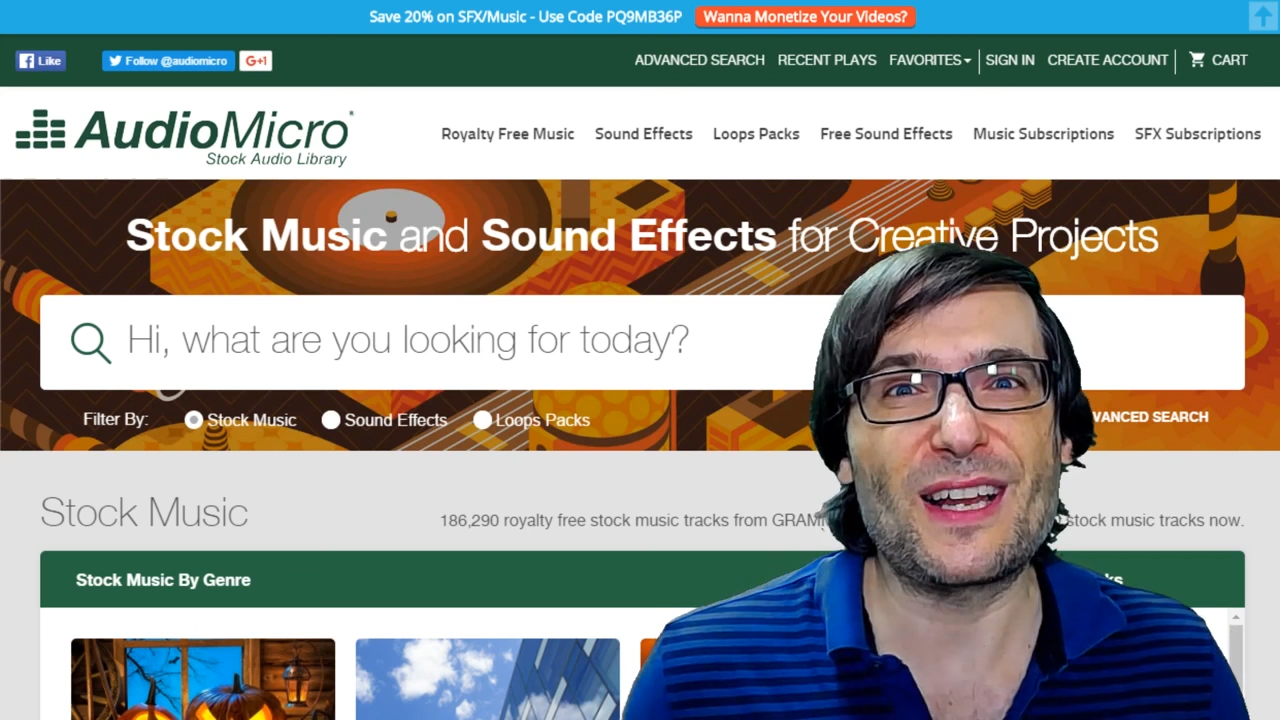 Save 20% on SFX/Music - Use Code PQ9MB36P Wanna Monetize Your Videos?
Like Follow @audiomicro G+1 ADVANCED SEARCH RECENT PLAYS FAVORITES SIGN IN CREATE ACCOUNT CART
AudioMicro
Stock Audio Library
Royalty Free Music Sound Effects Loops Packs Free Sound Effects Music Subscriptions SFX Subscriptions
Stock Music and Sound Effects for Creative Projects
Hi, what are you looking for today?
Filter By: Stock Music Sound Effects Loops Packs VANCED SEARCH
Stock Music 186,290 royalty free stock music tracks from GRAM stock music tracks now.
Stock Music By Genre